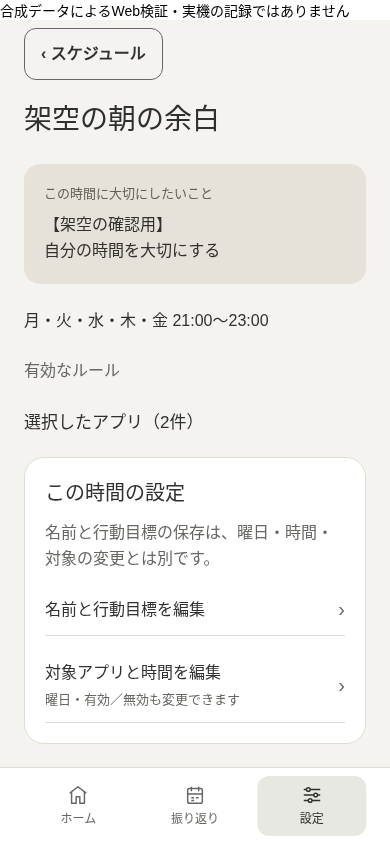 合成データによるWeb検証・実機の記録ではありません
‹ スケジュール
架空の朝の余白
この時間に大切にしたいこと
【架空の確認用】
自分の時間を大切にする
月・火・水・木・金 21:00〜23:00
有効なルール
選択したアプリ（2件）
この時間の設定
名前と行動目標の保存は、曜日・時間・
対象の変更とは別です。
名前と行動目標を編集 ›
対象アプリと時間を編集 ›
曜日・有効／無効も変更できます
ホーム 振り返り 設定